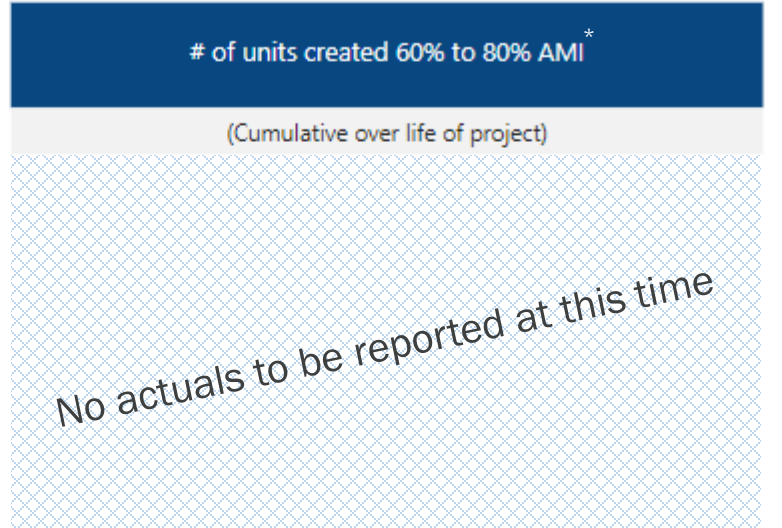 # of units created 60% to 80% AMI*
(Cumulative over life of project)
No actuals to be reported at this time